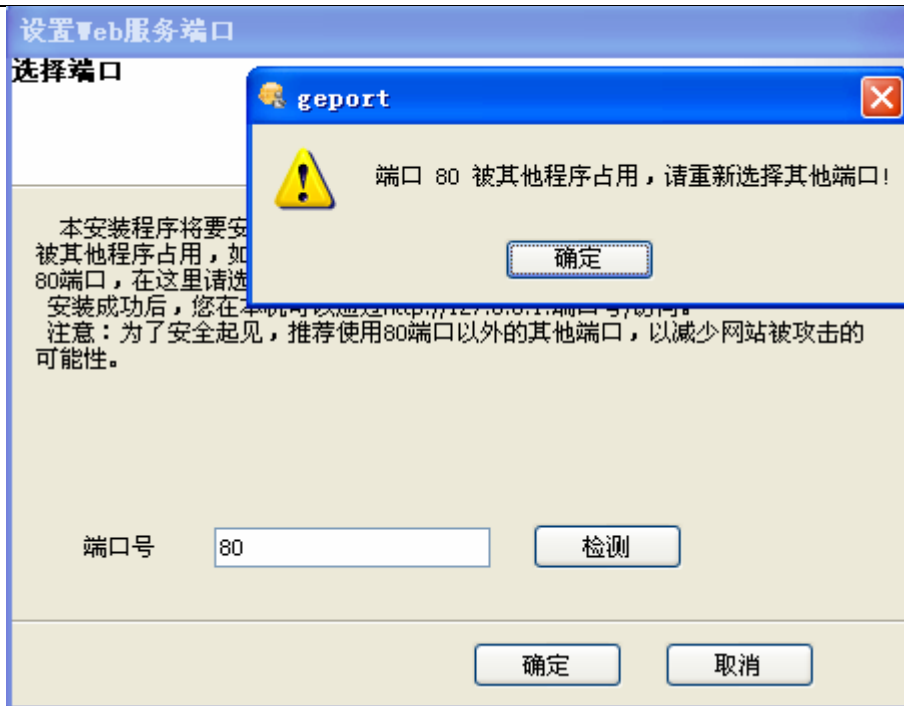 设置Web服务端口
选择端口
geport
端口 80 被其他程序占用，请重新选择其他端口!
确定
本安装程序将要安
被其他程序占用，如
80端口，在这里请选
安装成功后，您在本机可以通过http://127.0.0.1:端口号/访问。
注意：为了安全起见，推荐使用80端口以外的其他端口，以减少网站被攻击的
可能性。
端口号 80 检测
确定 取消